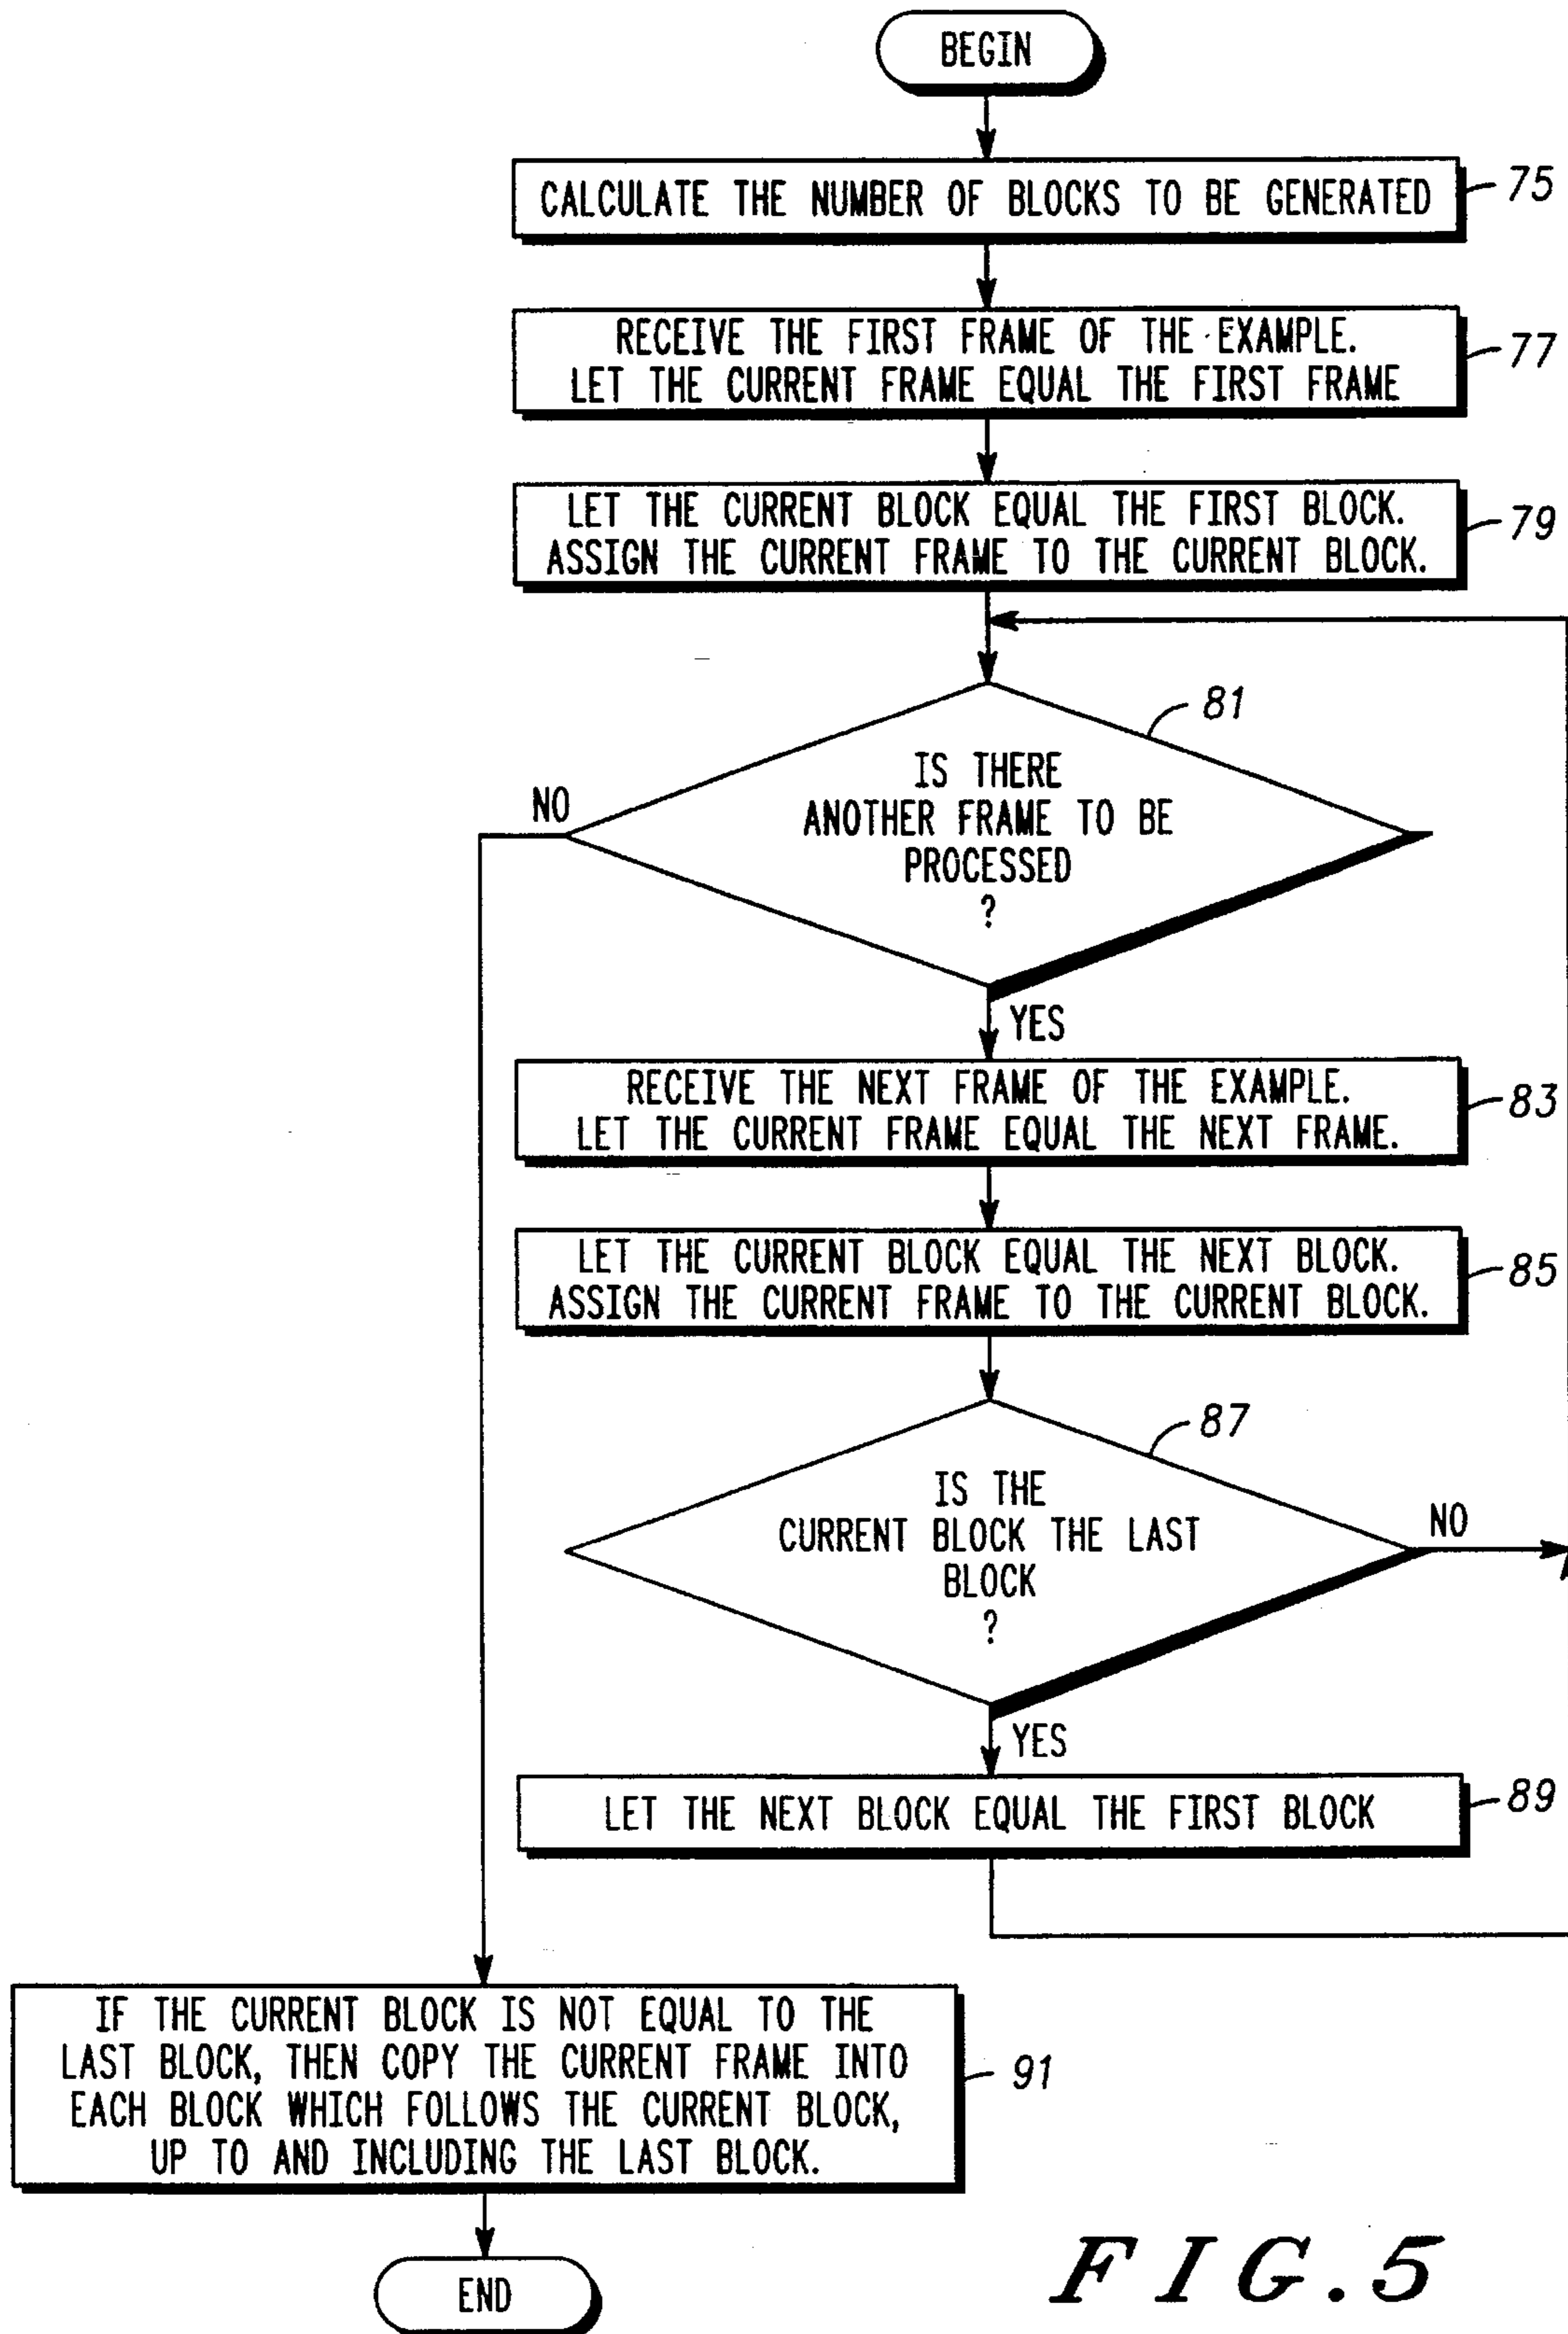 BEGIN
CALCULATE THE NUMBER OF BLOCKS TO BE GENERATED
75
RECEIVE THE FIRST FRAME OF THE EXAMPLE.
LET THE CURRENT FRAME EQUAL THE FIRST FRAME
77
LET THE CURRENT BLOCK EQUAL THE FIRST BLOCK.
ASSIGN THE CURRENT FRAME TO THE CURRENT BLOCK.
79
81
IS THERE
ANOTHER FRAME TO BE
PROCESSED
?
NO
YES
RECEIVE THE NEXT FRAME OF THE EXAMPLE.
LET THE CURRENT FRAME EQUAL THE NEXT FRAME.
83
LET THE CURRENT BLOCK EQUAL THE NEXT BLOCK.
ASSIGN THE CURRENT FRAME TO THE CURRENT BLOCK.
85
87
IS THE
CURRENT BLOCK THE LAST
BLOCK
?
NO
YES
LET THE NEXT BLOCK EQUAL THE FIRST BLOCK
89
IF THE CURRENT BLOCK IS NOT EQUAL TO THE
LAST BLOCK, THEN COPY THE CURRENT FRAME INTO
EACH BLOCK WHICH FOLLOWS THE CURRENT BLOCK,
UP TO AND INCLUDING THE LAST BLOCK.
91
END
FIG.5